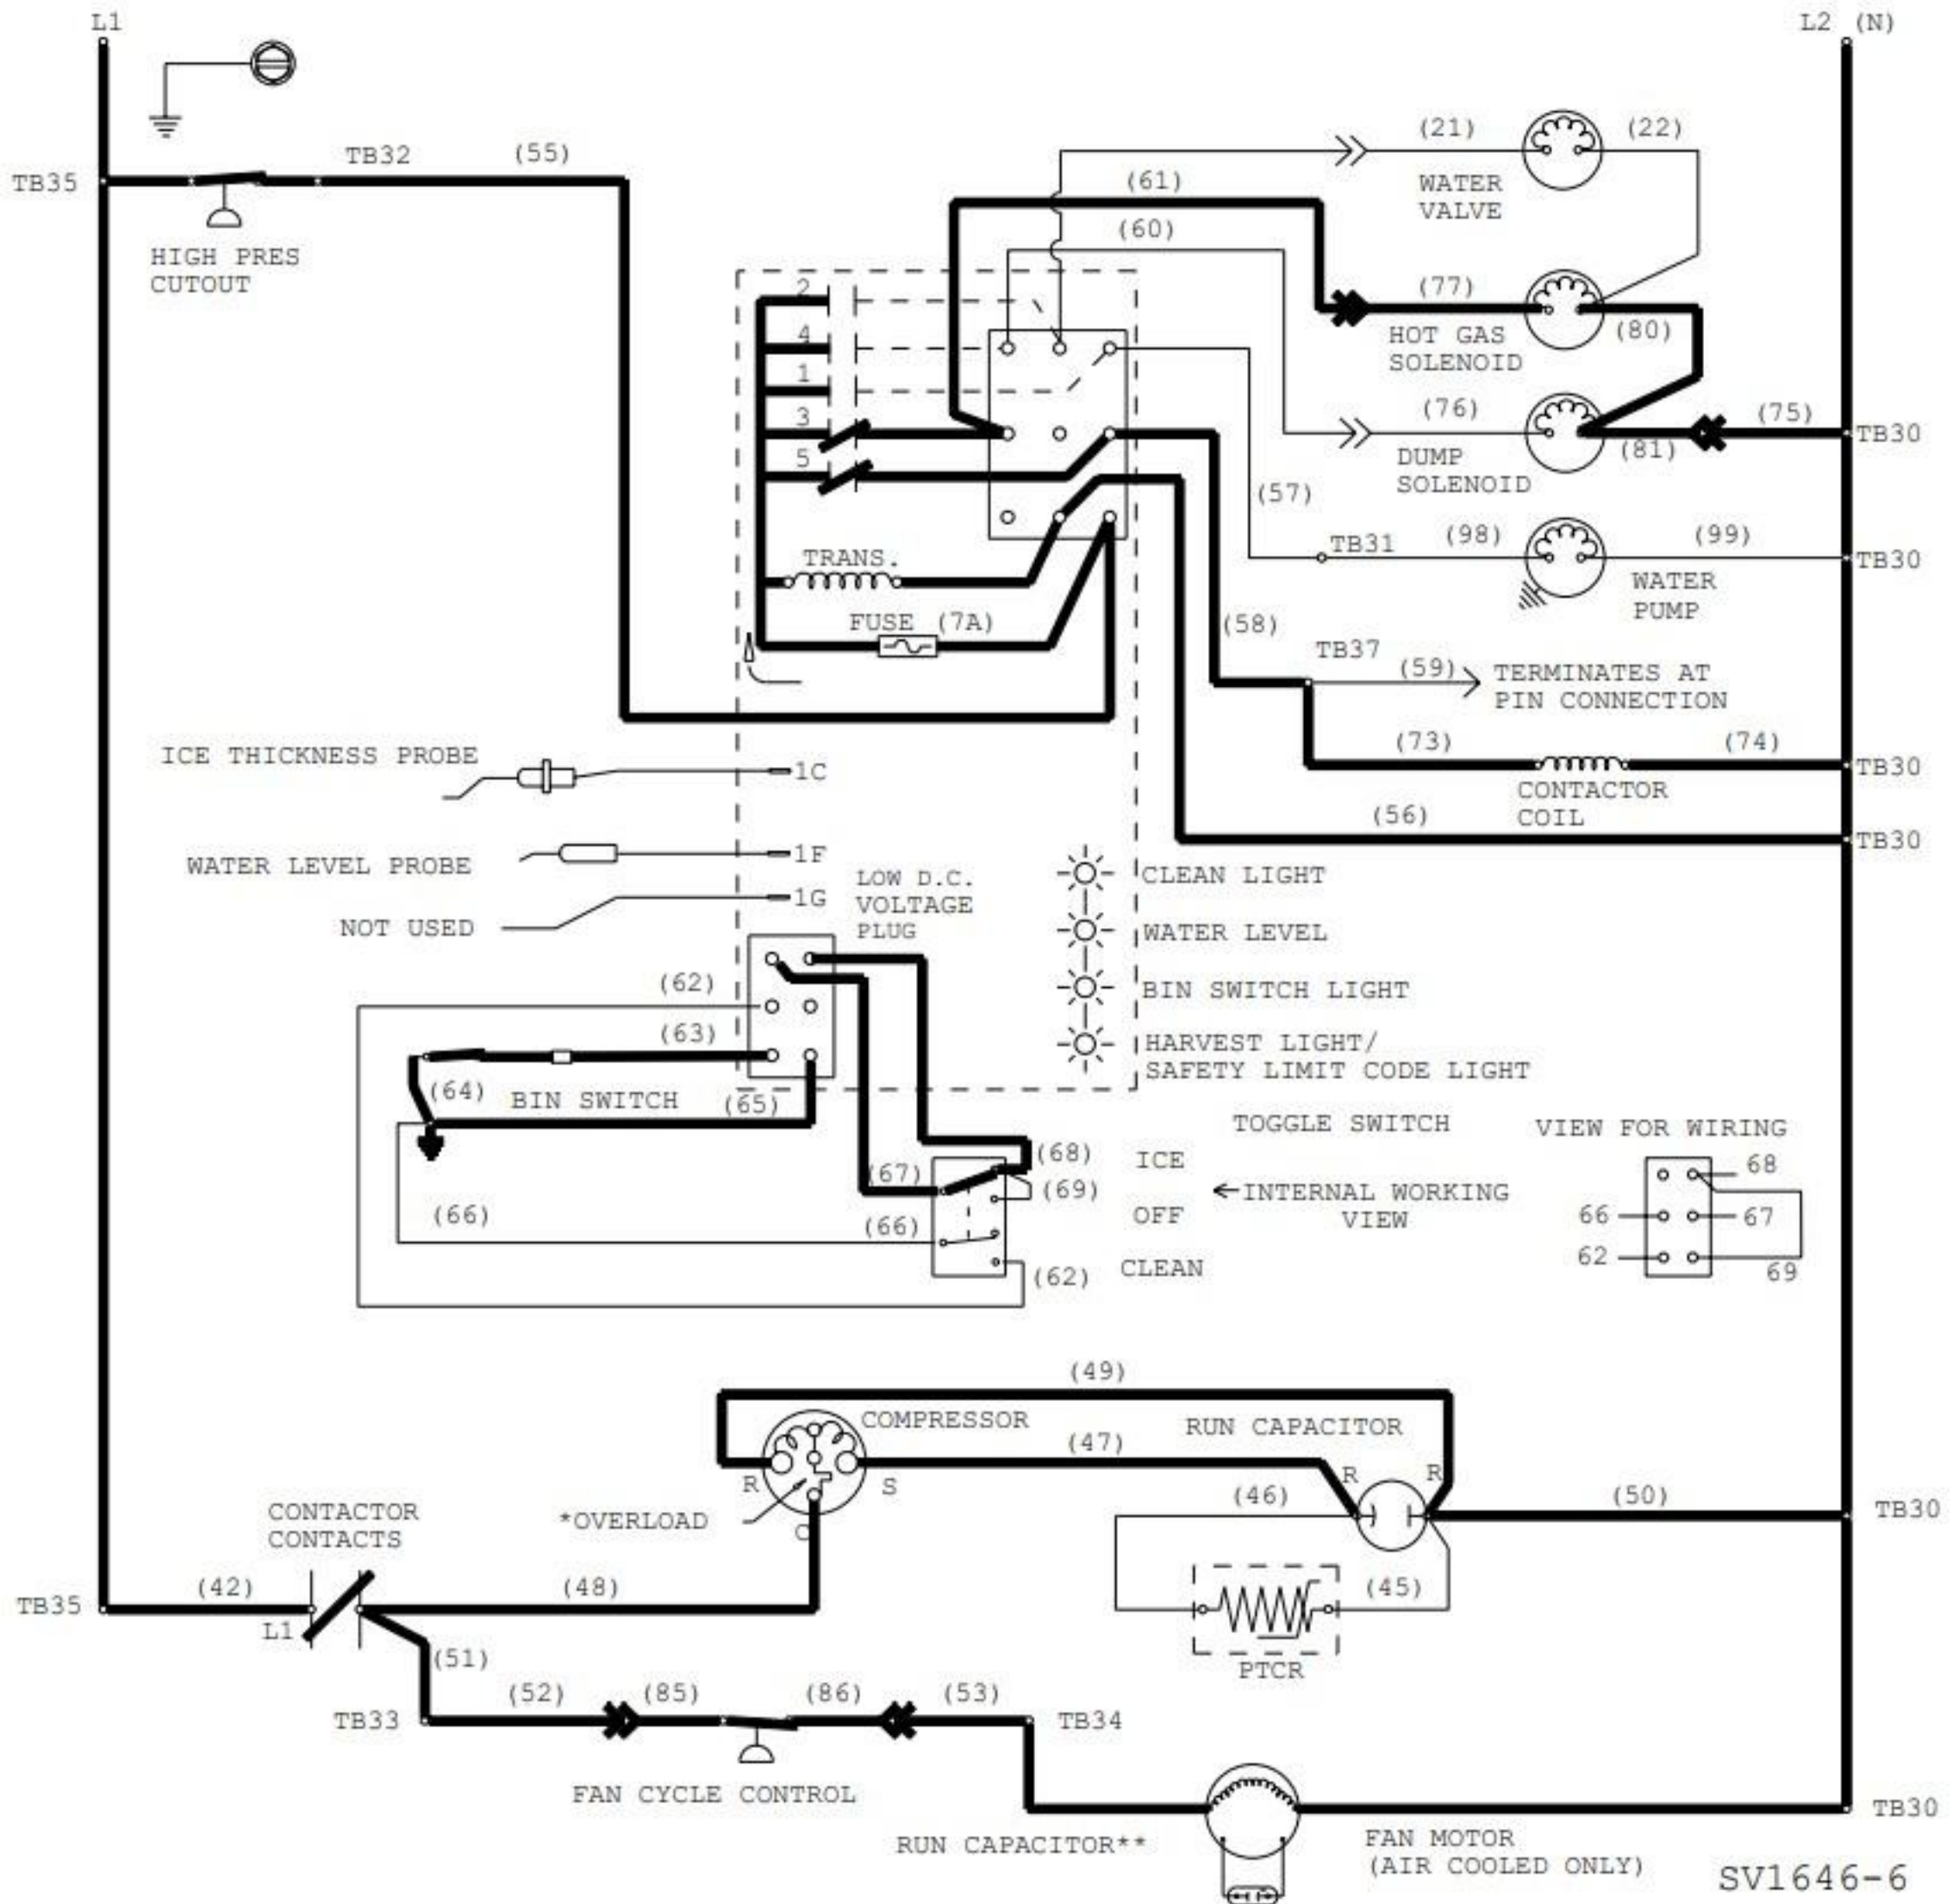 L1
L2 (N)
TB35
TB32
(55)
HIGH PRES
CUTOUT
(21)
(22)
WATER
VALVE
(61)
(60)
(77)
HOT GAS
SOLENOID
(80)
2
4
1
3
5
(76)
(75)
TB30
(81)
DUMP
SOLENOID
(57)
TB31
(98)
(99)
TB30
WATER
PUMP
TRANS.
FUSE (7A)
(58)
TB37
(59)
TERMINATES AT
PIN CONNECTION
(73)
(74)
TB30
CONTACTOR
COIL
(56)
TB30
ICE THICKNESS PROBE
1C
WATER LEVEL PROBE
1F
1G
NOT USED
LOW D.C.
VOLTAGE
PLUG
CLEAN LIGHT
WATER LEVEL
BIN SWITCH LIGHT
HARVEST LIGHT/
SAFETY LIMIT CODE LIGHT
(62)
(63)
(64)
BIN SWITCH
(65)
TOGGLE SWITCH
VIEW FOR WIRING
(68)
ICE
(67)
(69)
INTERNAL WORKING
VIEW
(66)
(66)
OFF
(62)
CLEAN
68
66
67
62
69
(49)
COMPRESSOR
RUN CAPACITOR
(47)
R
S
*OVERLOAD
C
R
R
(46)
(50)
TB30
CONTACTOR
CONTACTS
(42)
(48)
TB35
L1
(45)
PTCR
(51)
TB33
(52)
(85)
(86)
(53)
TB34
FAN CYCLE CONTROL
RUN CAPACITOR**
FAN MOTOR
(AIR COOLED ONLY)
TB30
SV1646-6